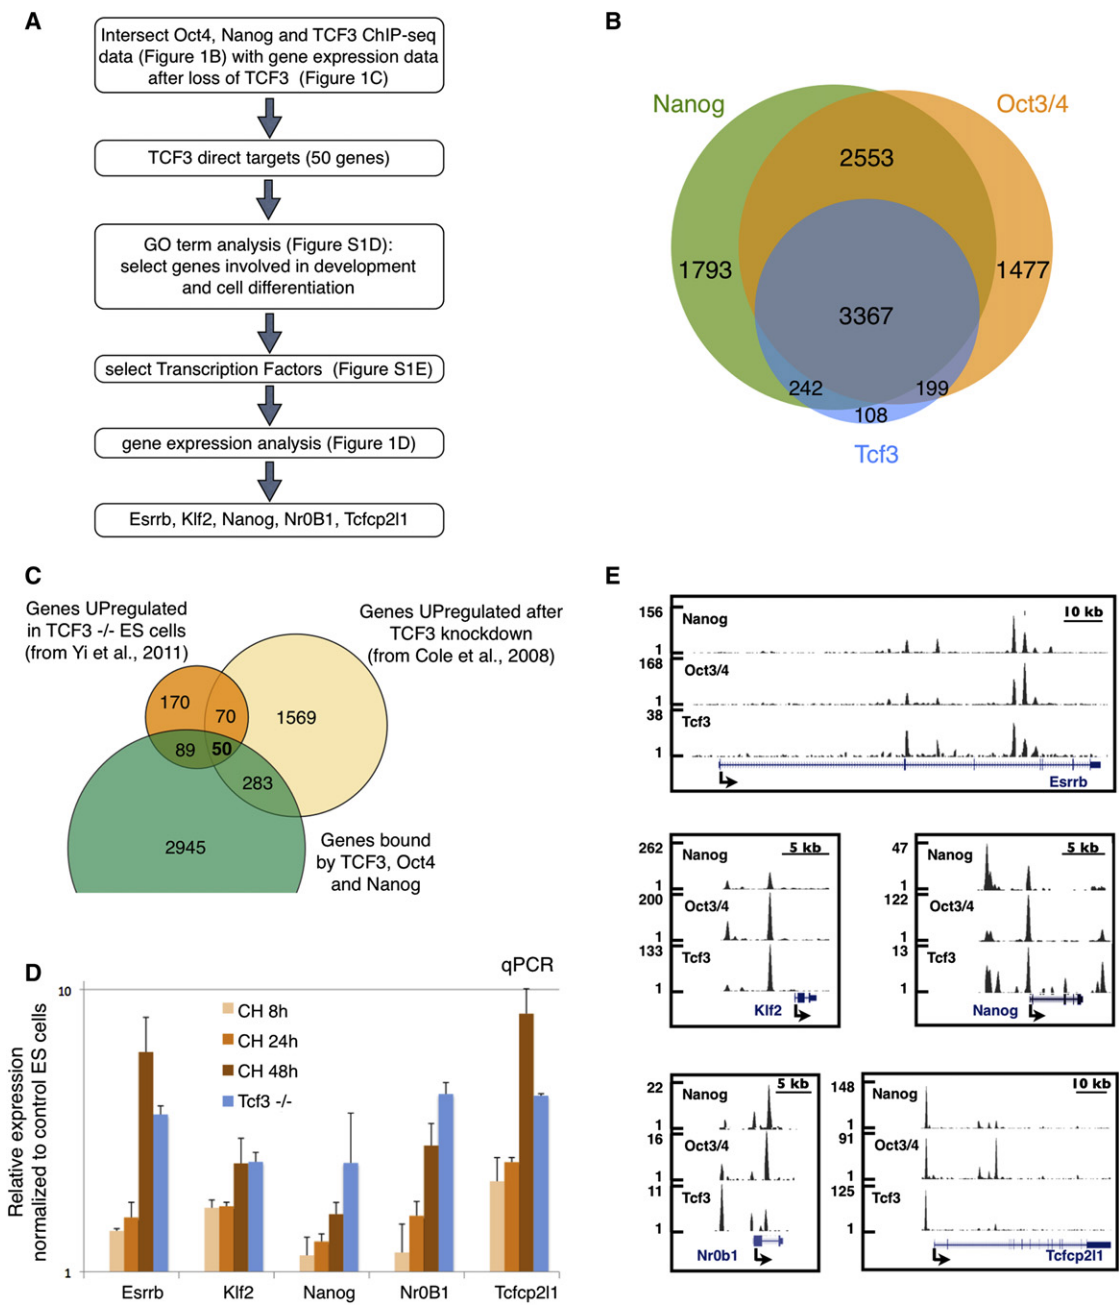 A
Intersect Oct4, Nanog and TCF3 ChIP-seq
data (Figure 1B) with gene expression data
after loss of TCF3 (Figure 1C)
TCF3 direct targets (50 genes)
GO term analysis (Figure S1D):
select genes involved in development
and cell differentiation
select Transcription Factors (Figure S1E)
gene expression analysis (Figure 1D)
Esrrb, Klf2, Nanog, Nr0B1, Tcfcp2l1
B
Nanog
Oct3/4
2553
1793
1477
3367
242
199
108
Tcf3
C
Genes UPregulated
in TCF3 -/- ES cells
(from Yi et al., 2011)
Genes UPregulated after
TCF3 knockdown
(from Cole et al., 2008)
170
70
1569
89
50
283
2945
Genes bound
by TCF3, Oct4
and Nanog
D
qPCR
Relative expression
normalized to control ES cells
10
1
CH 8h
CH 24h
CH 48h
Tcf3 -/-
Esrrb
Klf2
Nanog
Nr0B1
Tcfcp2l1
E
156
Nanog
10 kb
1
168
Oct3/4
1
38
Tcf3
1
Esrrb
262
Nanog
5 kb
1
200
Oct3/4
1
133
Tcf3
1
Klf2
47
Nanog
5 kb
1
122
Oct3/4
1
13
Tcf3
1
Nanog
22
Nanog
5 kb
1
16
Oct3/4
1
11
Tcf3
1
Nr0b1
148
Nanog
10 kb
1
91
Oct3/4
1
125
Tcf3
1
Tcfcp2l1